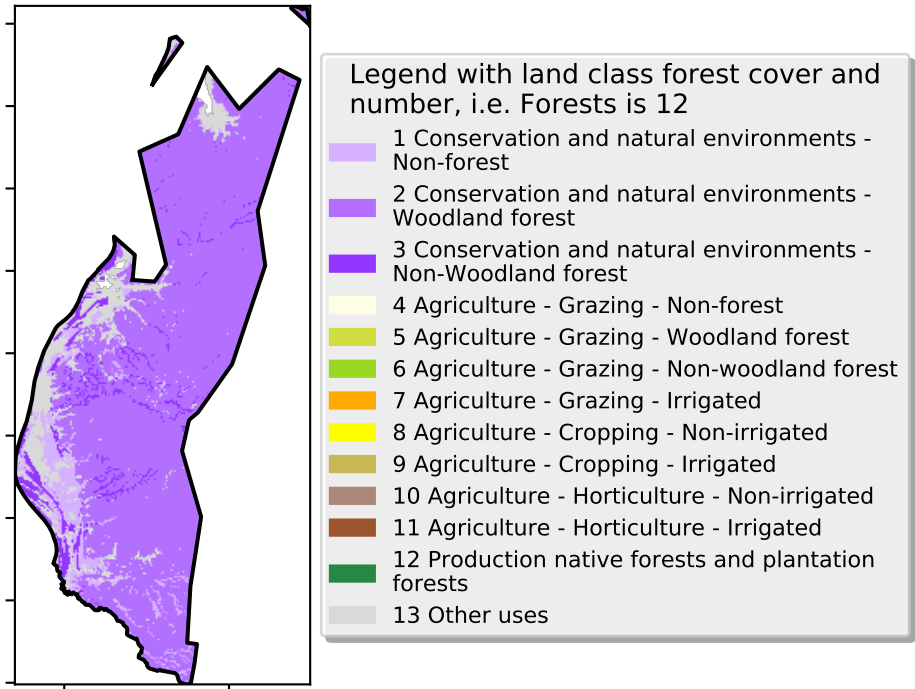 Legend with land class forest cover and
number, i.e. Forests is 12
1 Conservation and natural environments -
Non-forest
2 Conservation and natural environments -
Woodland forest
3 Conservation and natural environments -
Non-Woodland forest
4 Agriculture - Grazing - Non-forest
5 Agriculture - Grazing - Woodland forest
6 Agriculture - Grazing - Non-woodland forest
7 Agriculture - Grazing - Irrigated
8 Agriculture - Cropping - Non-irrigated
9 Agriculture - Cropping - Irrigated
10 Agriculture - Horticulture - Non-irrigated
11 Agriculture - Horticulture - Irrigated
12 Production native forests and plantation
forests
13 Other uses